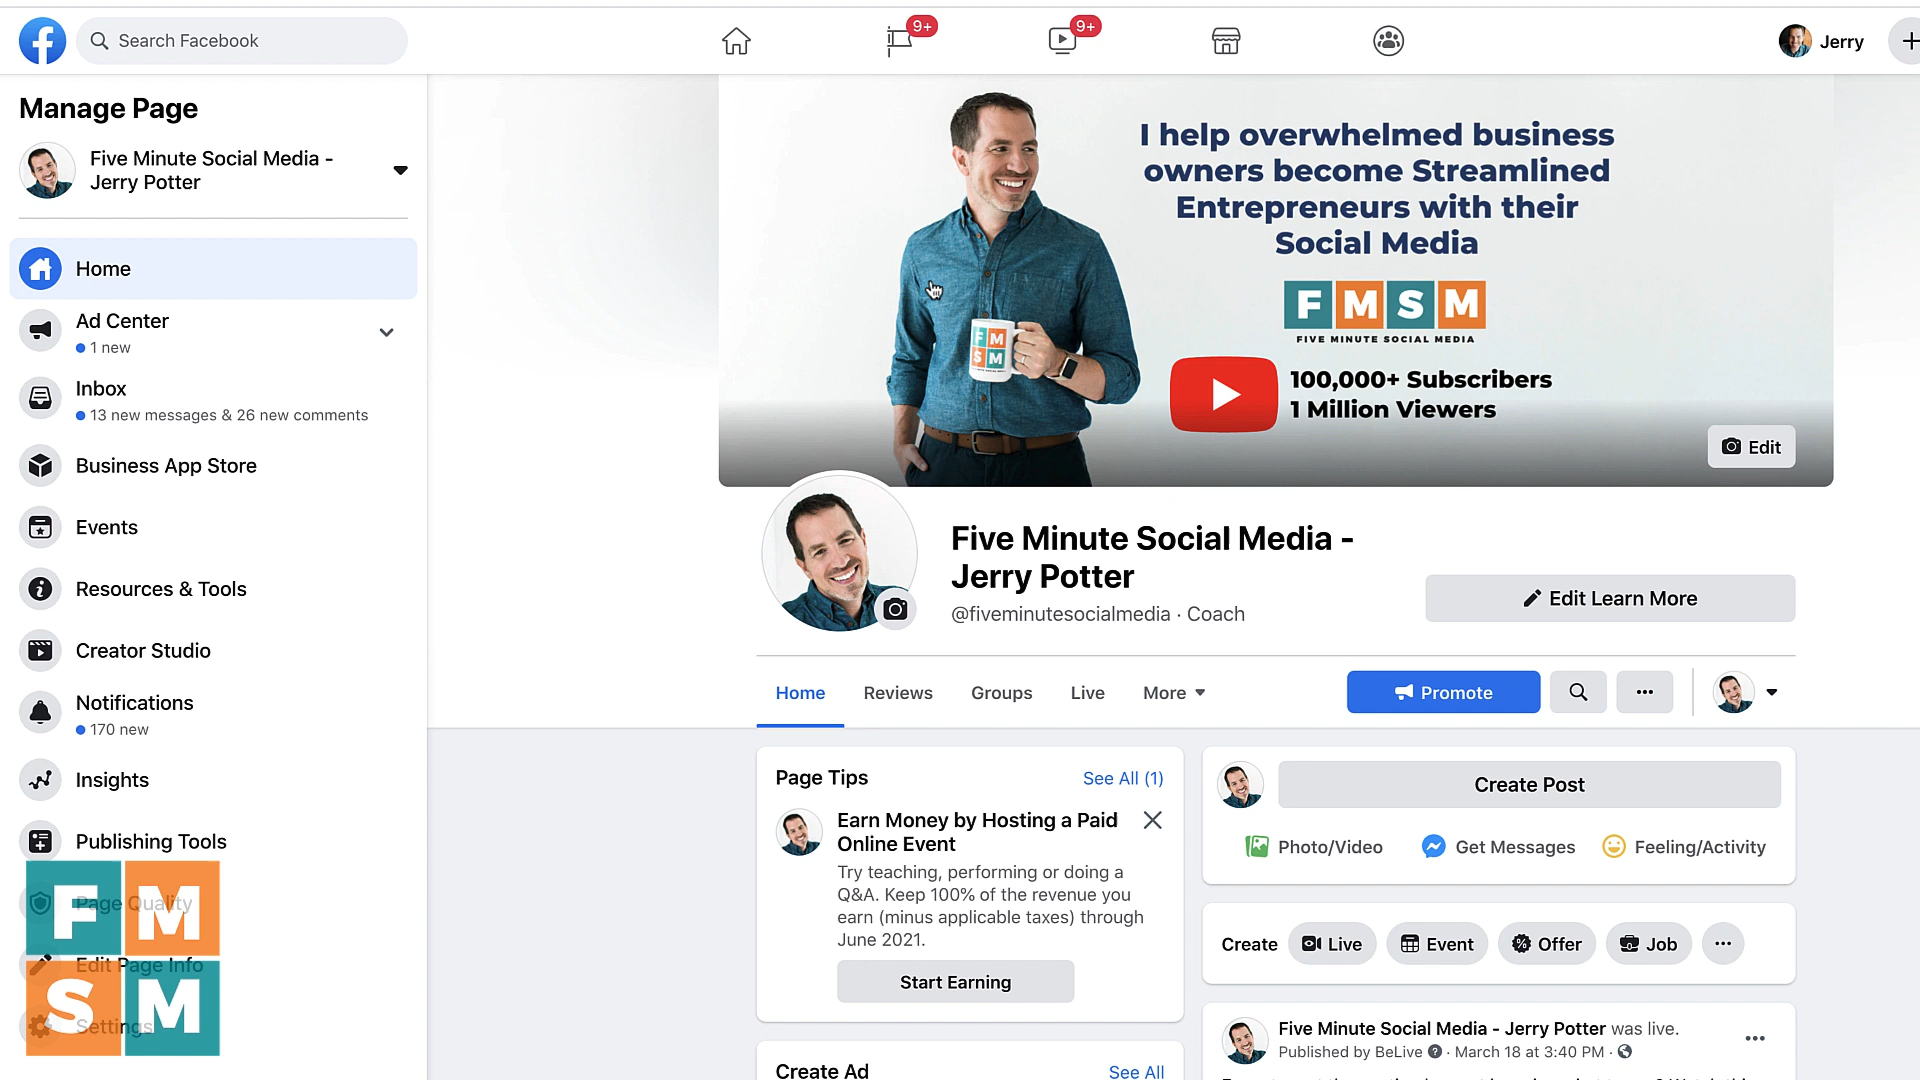 Search Facebook
9+
9+
Jerry
Manage Page
Five Minute Social Media -
Jerry Potter
Home
Ad Center
1 new
Inbox
13 new messages & 26 new comments
Business App Store
Events
Resources & Tools
Creator Studio
Notifications
170 new
Insights
Publishing Tools
Page Quality
Edit Page Info
Settings
F M
S M
I help overwhelmed business
owners become Streamlined
Entrepreneurs with their
Social Media
F M S M
FIVE MINUTE SOCIAL MEDIA
100,000+ Subscribers
1 Million Viewers
F M
S M
Edit
Five Minute Social Media -
Jerry Potter
@fiveminutesocialmedia · Coach
Edit Learn More
Home Reviews Groups Live More
Promote
Page Tips See All (1)
Earn Money by Hosting a Paid
Online Event
Try teaching, performing or doing a
Q&A. Keep 100% of the revenue you
earn (minus applicable taxes) through
June 2021.
Start Earning
Create Ad See All
Create Post
Photo/Video Get Messages Feeling/Activity
Create Live Event Offer Job
Five Minute Social Media - Jerry Potter was live.
Published by BeLive · March 18 at 3:40 PM ·